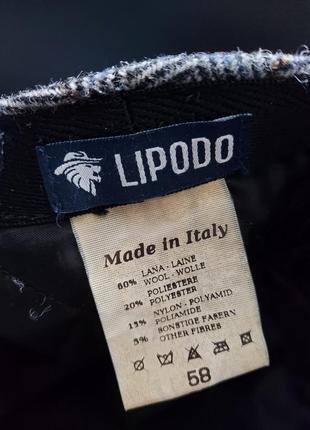 LIPODO
Made in Italy
LANA - LAINE
60% WOOL - WOLLE
POLIESTERE
20% POLYESTER
NYLON - POLYAMID
15% POLIAMIDE
SONSTIGE FASERN
5% OTHER FIBRES
58